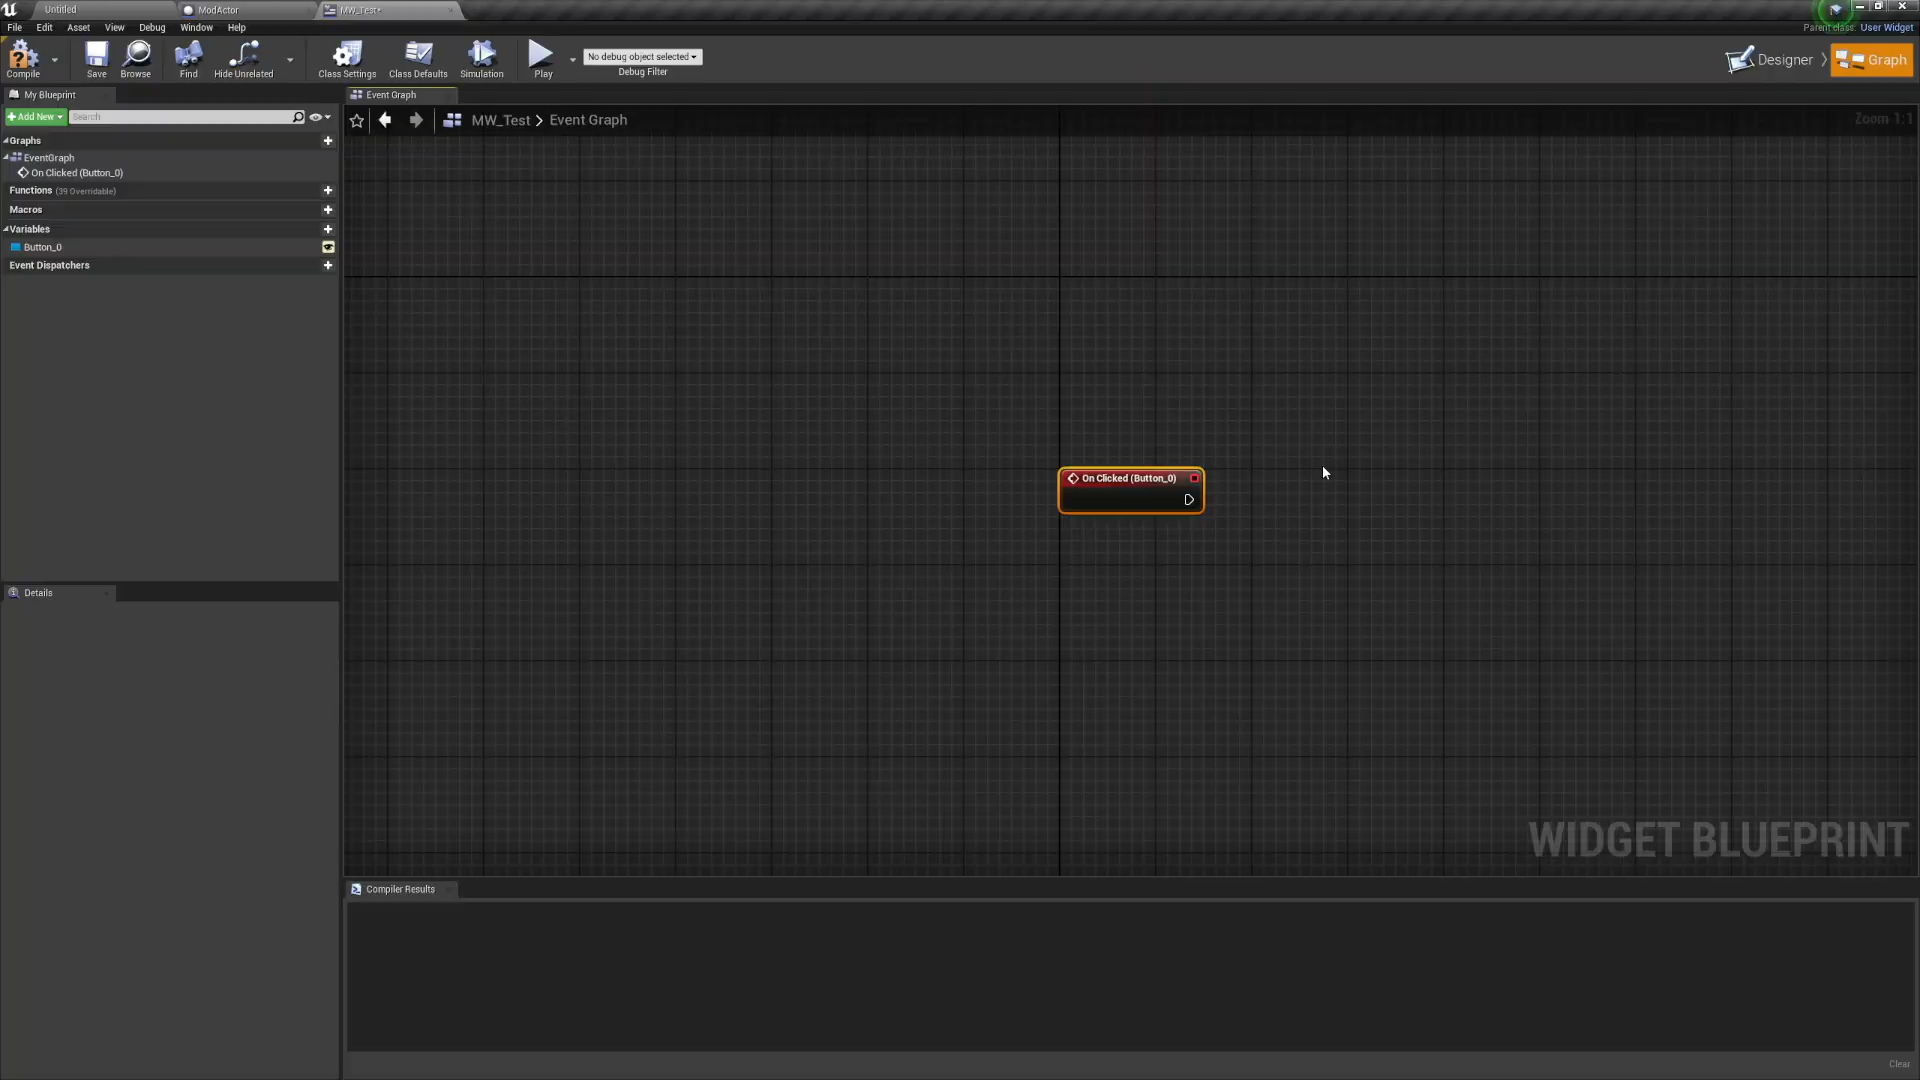 Untitled
ModActor
MW_Test*
File
Edit
Asset
View
Debug
Window
Help
Parent class: User Widget
Compile
Save
Browse
Find
Hide Unrelated
Class Settings
Class Defaults
Simulation
Play
No debug object selected
Debug Filter
Designer
Graph
My Blueprint
Event Graph
Add New
Search
MW_Test > Event Graph
Zoom 1:1
Graphs
EventGraph
On Clicked (Button_0)
Functions (39 Overridable)
Macros
Variables
Button_0
Event Dispatchers
On Clicked (Button_0)
Details
WIDGET BLUEPRINT
Compiler Results
Clear